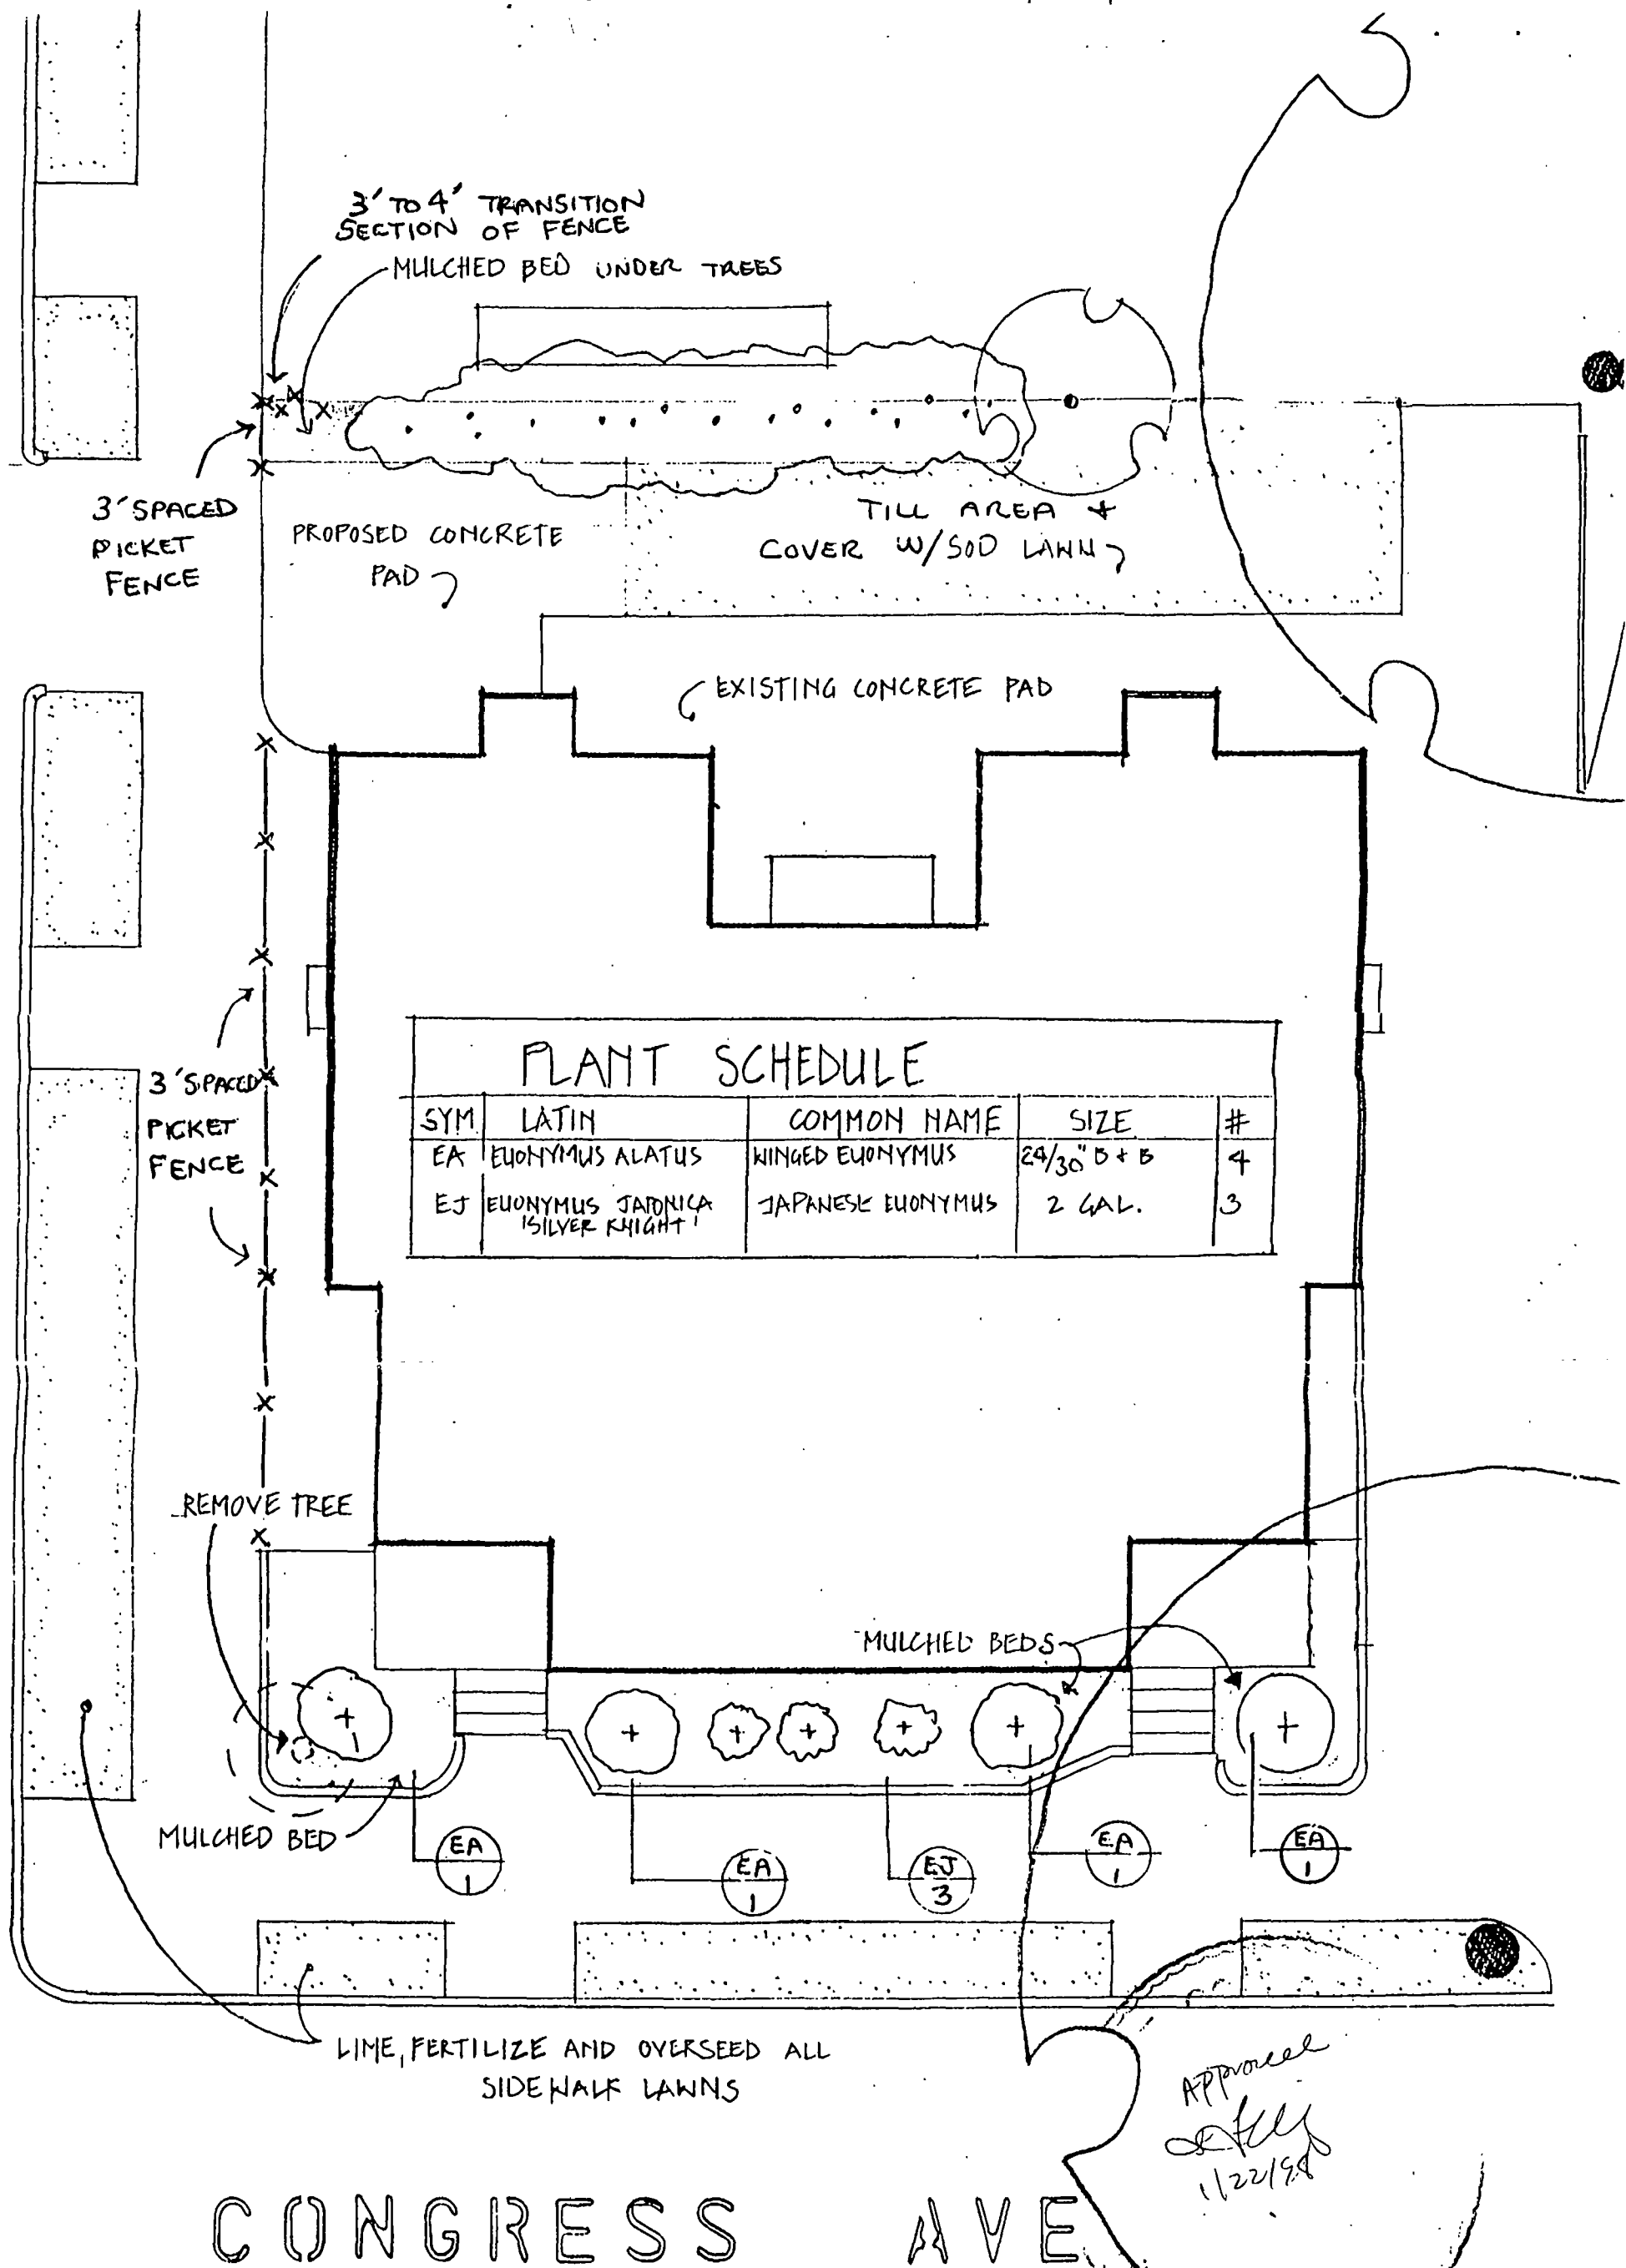 3' TO 4' TRANSITION
SECTION OF FENCE
MULCHED BED UNDER TREES
3' SPACED
PICKET
FENCE
PROPOSED CONCRETE
PAD
TILL AREA +
COVER W/SOD LAWN
EXISTING CONCRETE PAD
3' SPACED
PICKET
FENCE
PLANT SCHEDULE
SYM. LATIN COMMON NAME SIZE #
EA EUONYMUS ALATUS WINGED EUONYMUS 24/30" B + B 4
EJ EUONYMUS JAPONICA JAPANESE EUONYMUS 2 GAL. 3
'SILVER KNIGHT'
REMOVE TREE
MULCHED BEDS
MULCHED BED
EA
1
EA
1
EJ
3
EA
1
EA
1
LIME, FERTILIZE AND OVERSEED ALL
SIDEWALK LAWNS
Approved
1/22/98
CONGRESS AVE